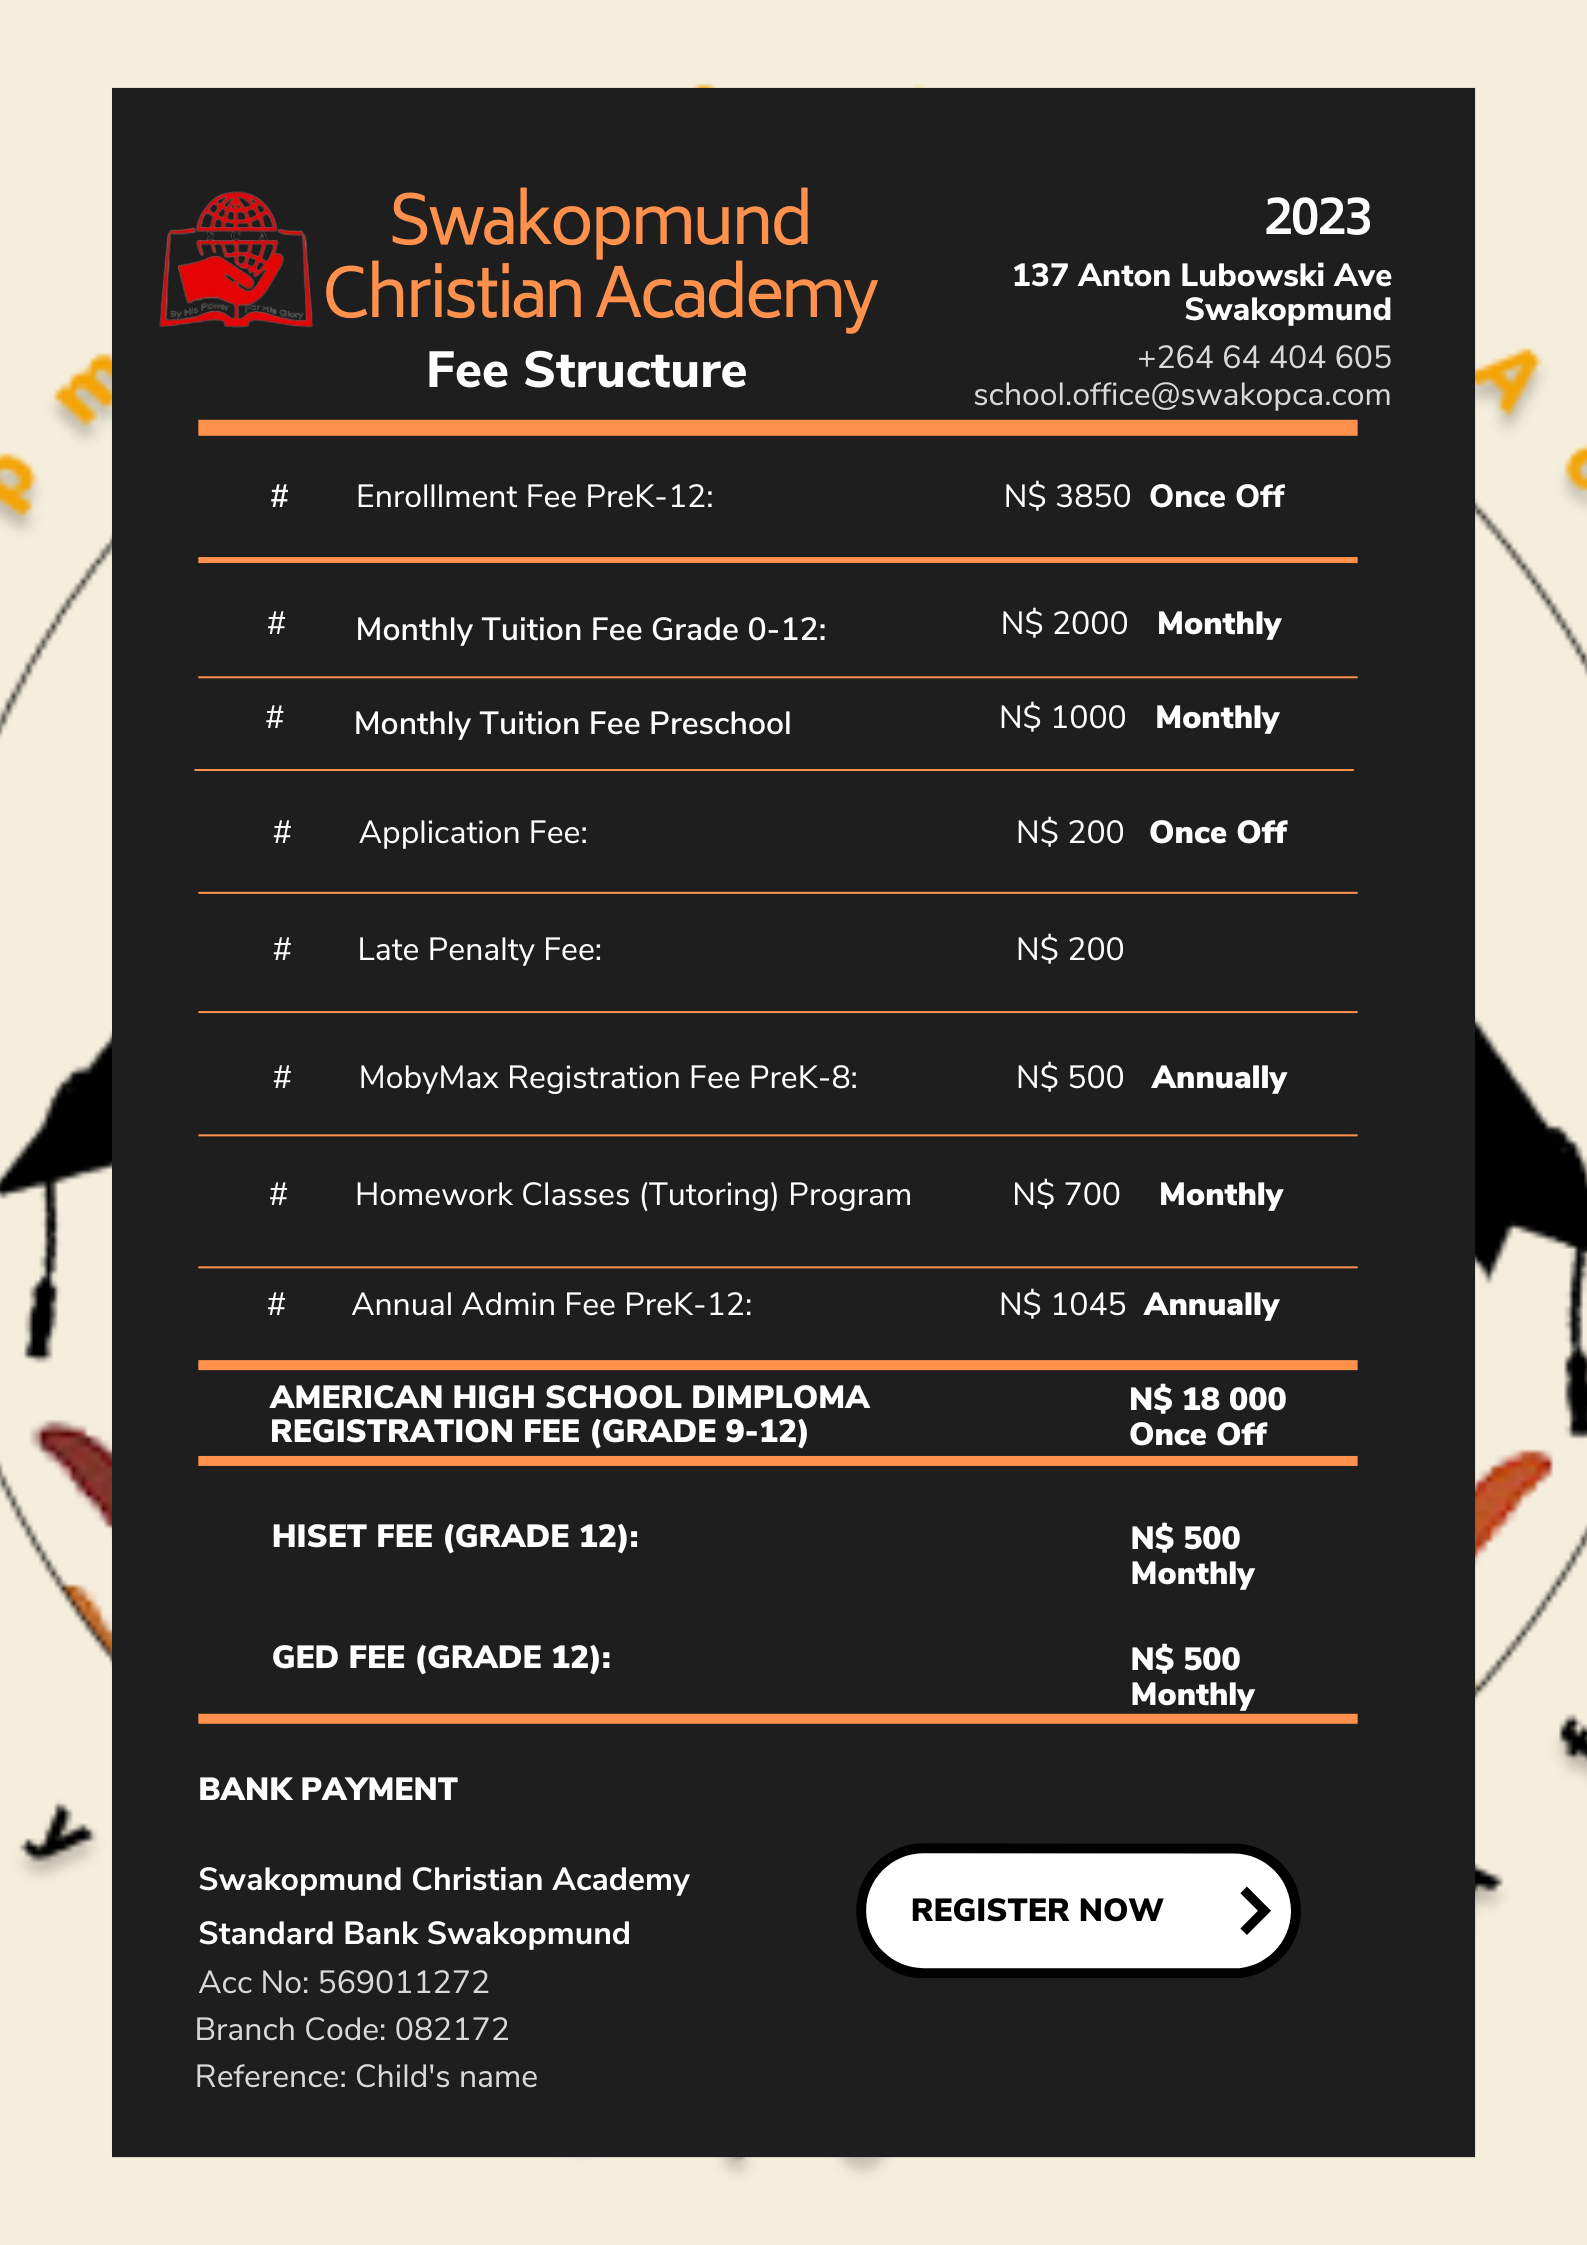 Swakopmund
Christian Academy
Fee Structure
2023
137 Anton Lubowski Ave
Swakopmund
+264 64 404 605
school.office@swakopca.com
By His Power For His Glory
# Enrolllment Fee PreK-12: N$ 3850 Once Off
# Monthly Tuition Fee Grade 0-12: N$ 2000 Monthly
# Monthly Tuition Fee Preschool N$ 1000 Monthly
# Application Fee: N$ 200 Once Off
# Late Penalty Fee: N$ 200
# MobyMax Registration Fee PreK-8: N$ 500 Annually
# Homework Classes (Tutoring) Program N$ 700 Monthly
# Annual Admin Fee PreK-12: N$ 1045 Annually
AMERICAN HIGH SCHOOL DIMPLOMA N$ 18 000
REGISTRATION FEE (GRADE 9-12) Once Off
HISET FEE (GRADE 12): N$ 500
Monthly
GED FEE (GRADE 12): N$ 500
Monthly
BANK PAYMENT
Swakopmund Christian Academy
Standard Bank Swakopmund
Acc No: 569011272
Branch Code: 082172
Reference: Child's name
REGISTER NOW